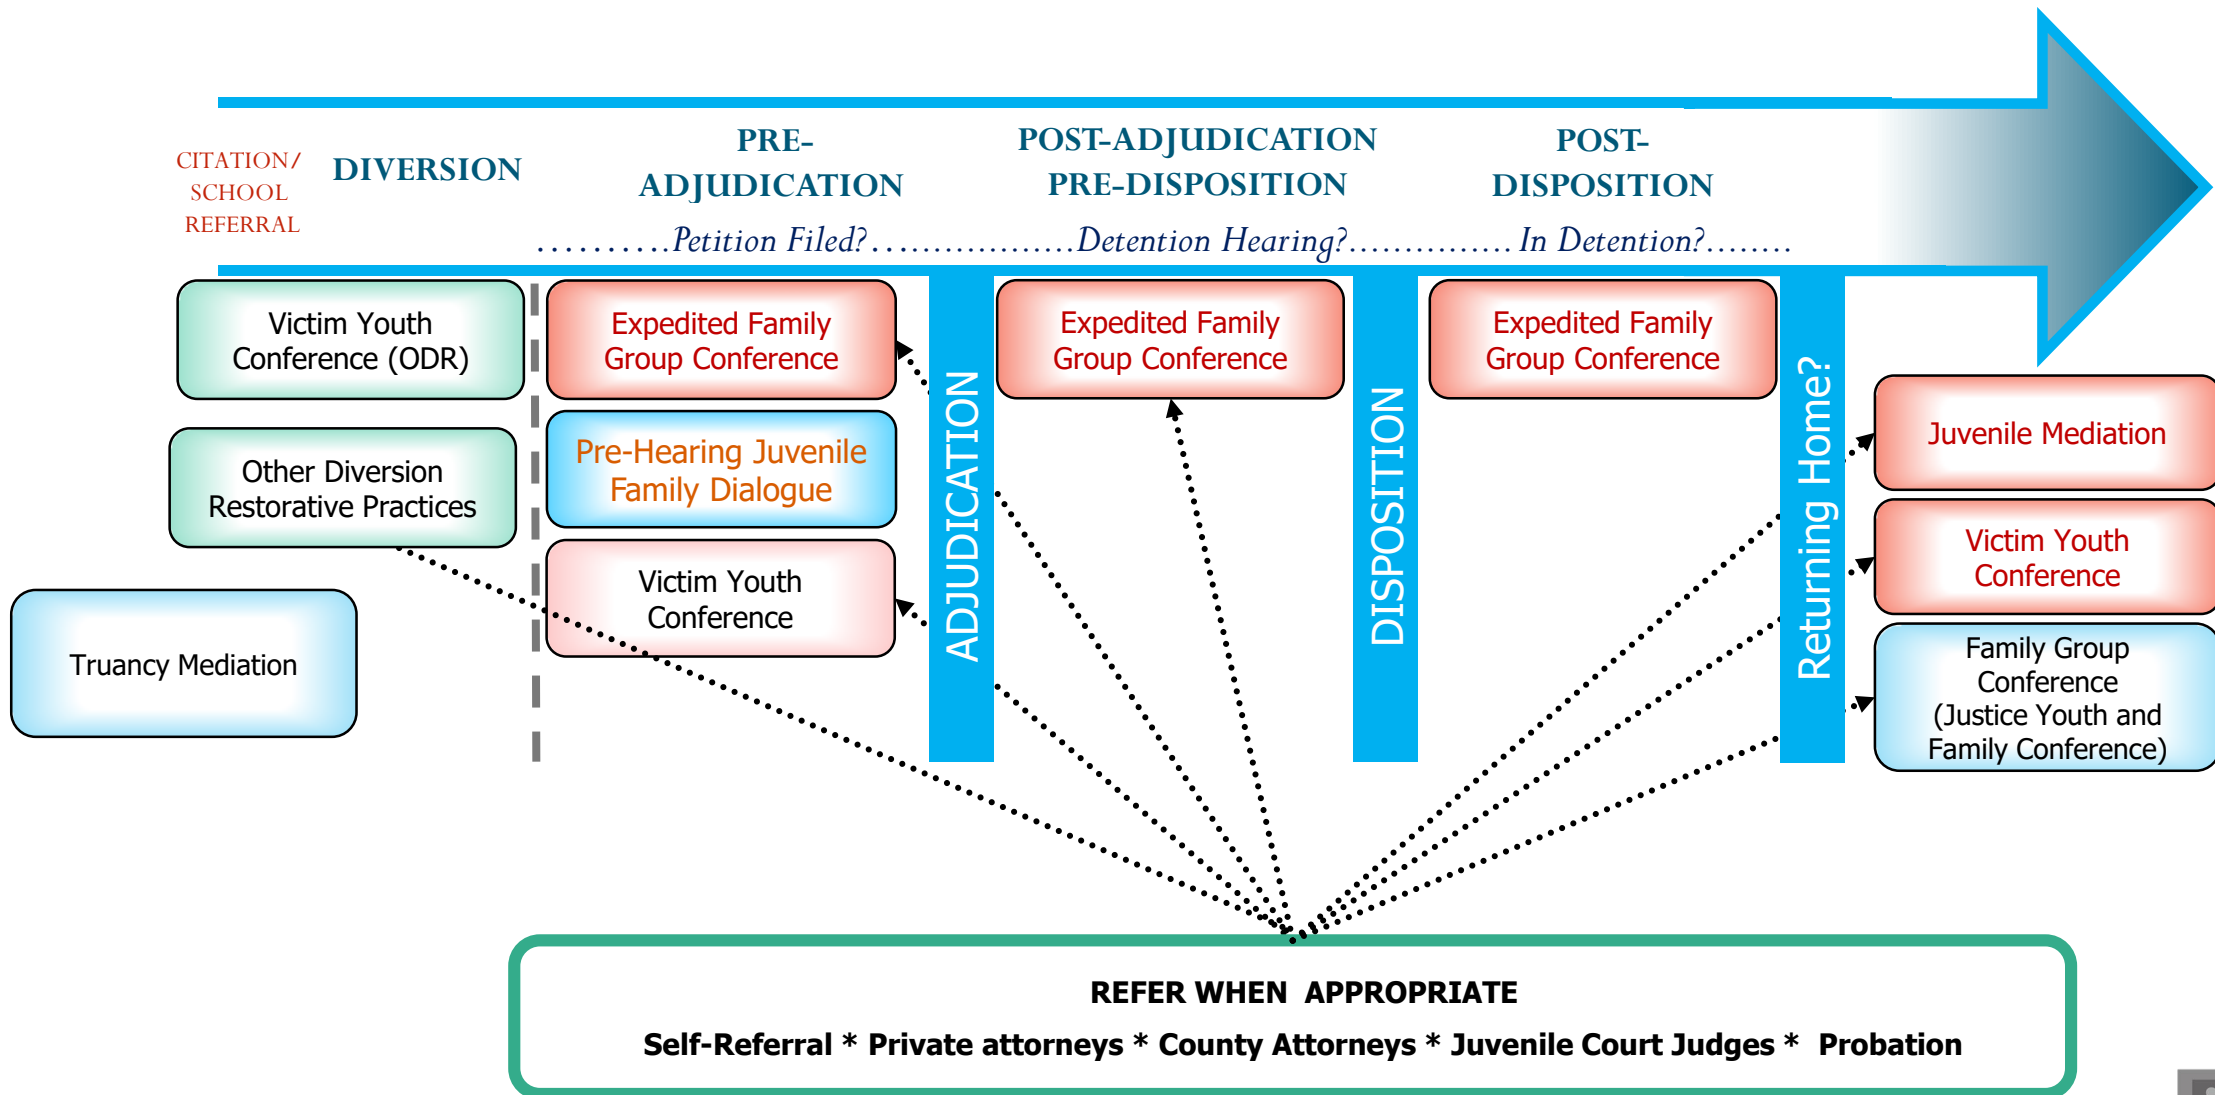 CITATION/
SCHOOL
REFERRAL
DIVERSION
PRE-
ADJUDICATION
POST-ADJUDICATION
PRE-DISPOSITION
POST-
DISPOSITION
..........Petition Filed?....................Detention Hearing?............... In Detention?........
Victim Youth
Conference (ODR)
Other Diversion
Restorative Practices
Truancy Mediation
Expedited Family
Group Conference
Pre-Hearing Juvenile
Family Dialogue
Victim Youth
Conference
ADJUDICATION
Expedited Family
Group Conference
DISPOSITION
Expedited Family
Group Conference
Returning Home?
Juvenile Mediation
Victim Youth
Conference
Family Group
Conference
(Justice Youth and
Family Conference)
REFER WHEN  APPROPRIATE
Self-Referral * Private attorneys * County Attorneys * Juvenile Court Judges *  Probation